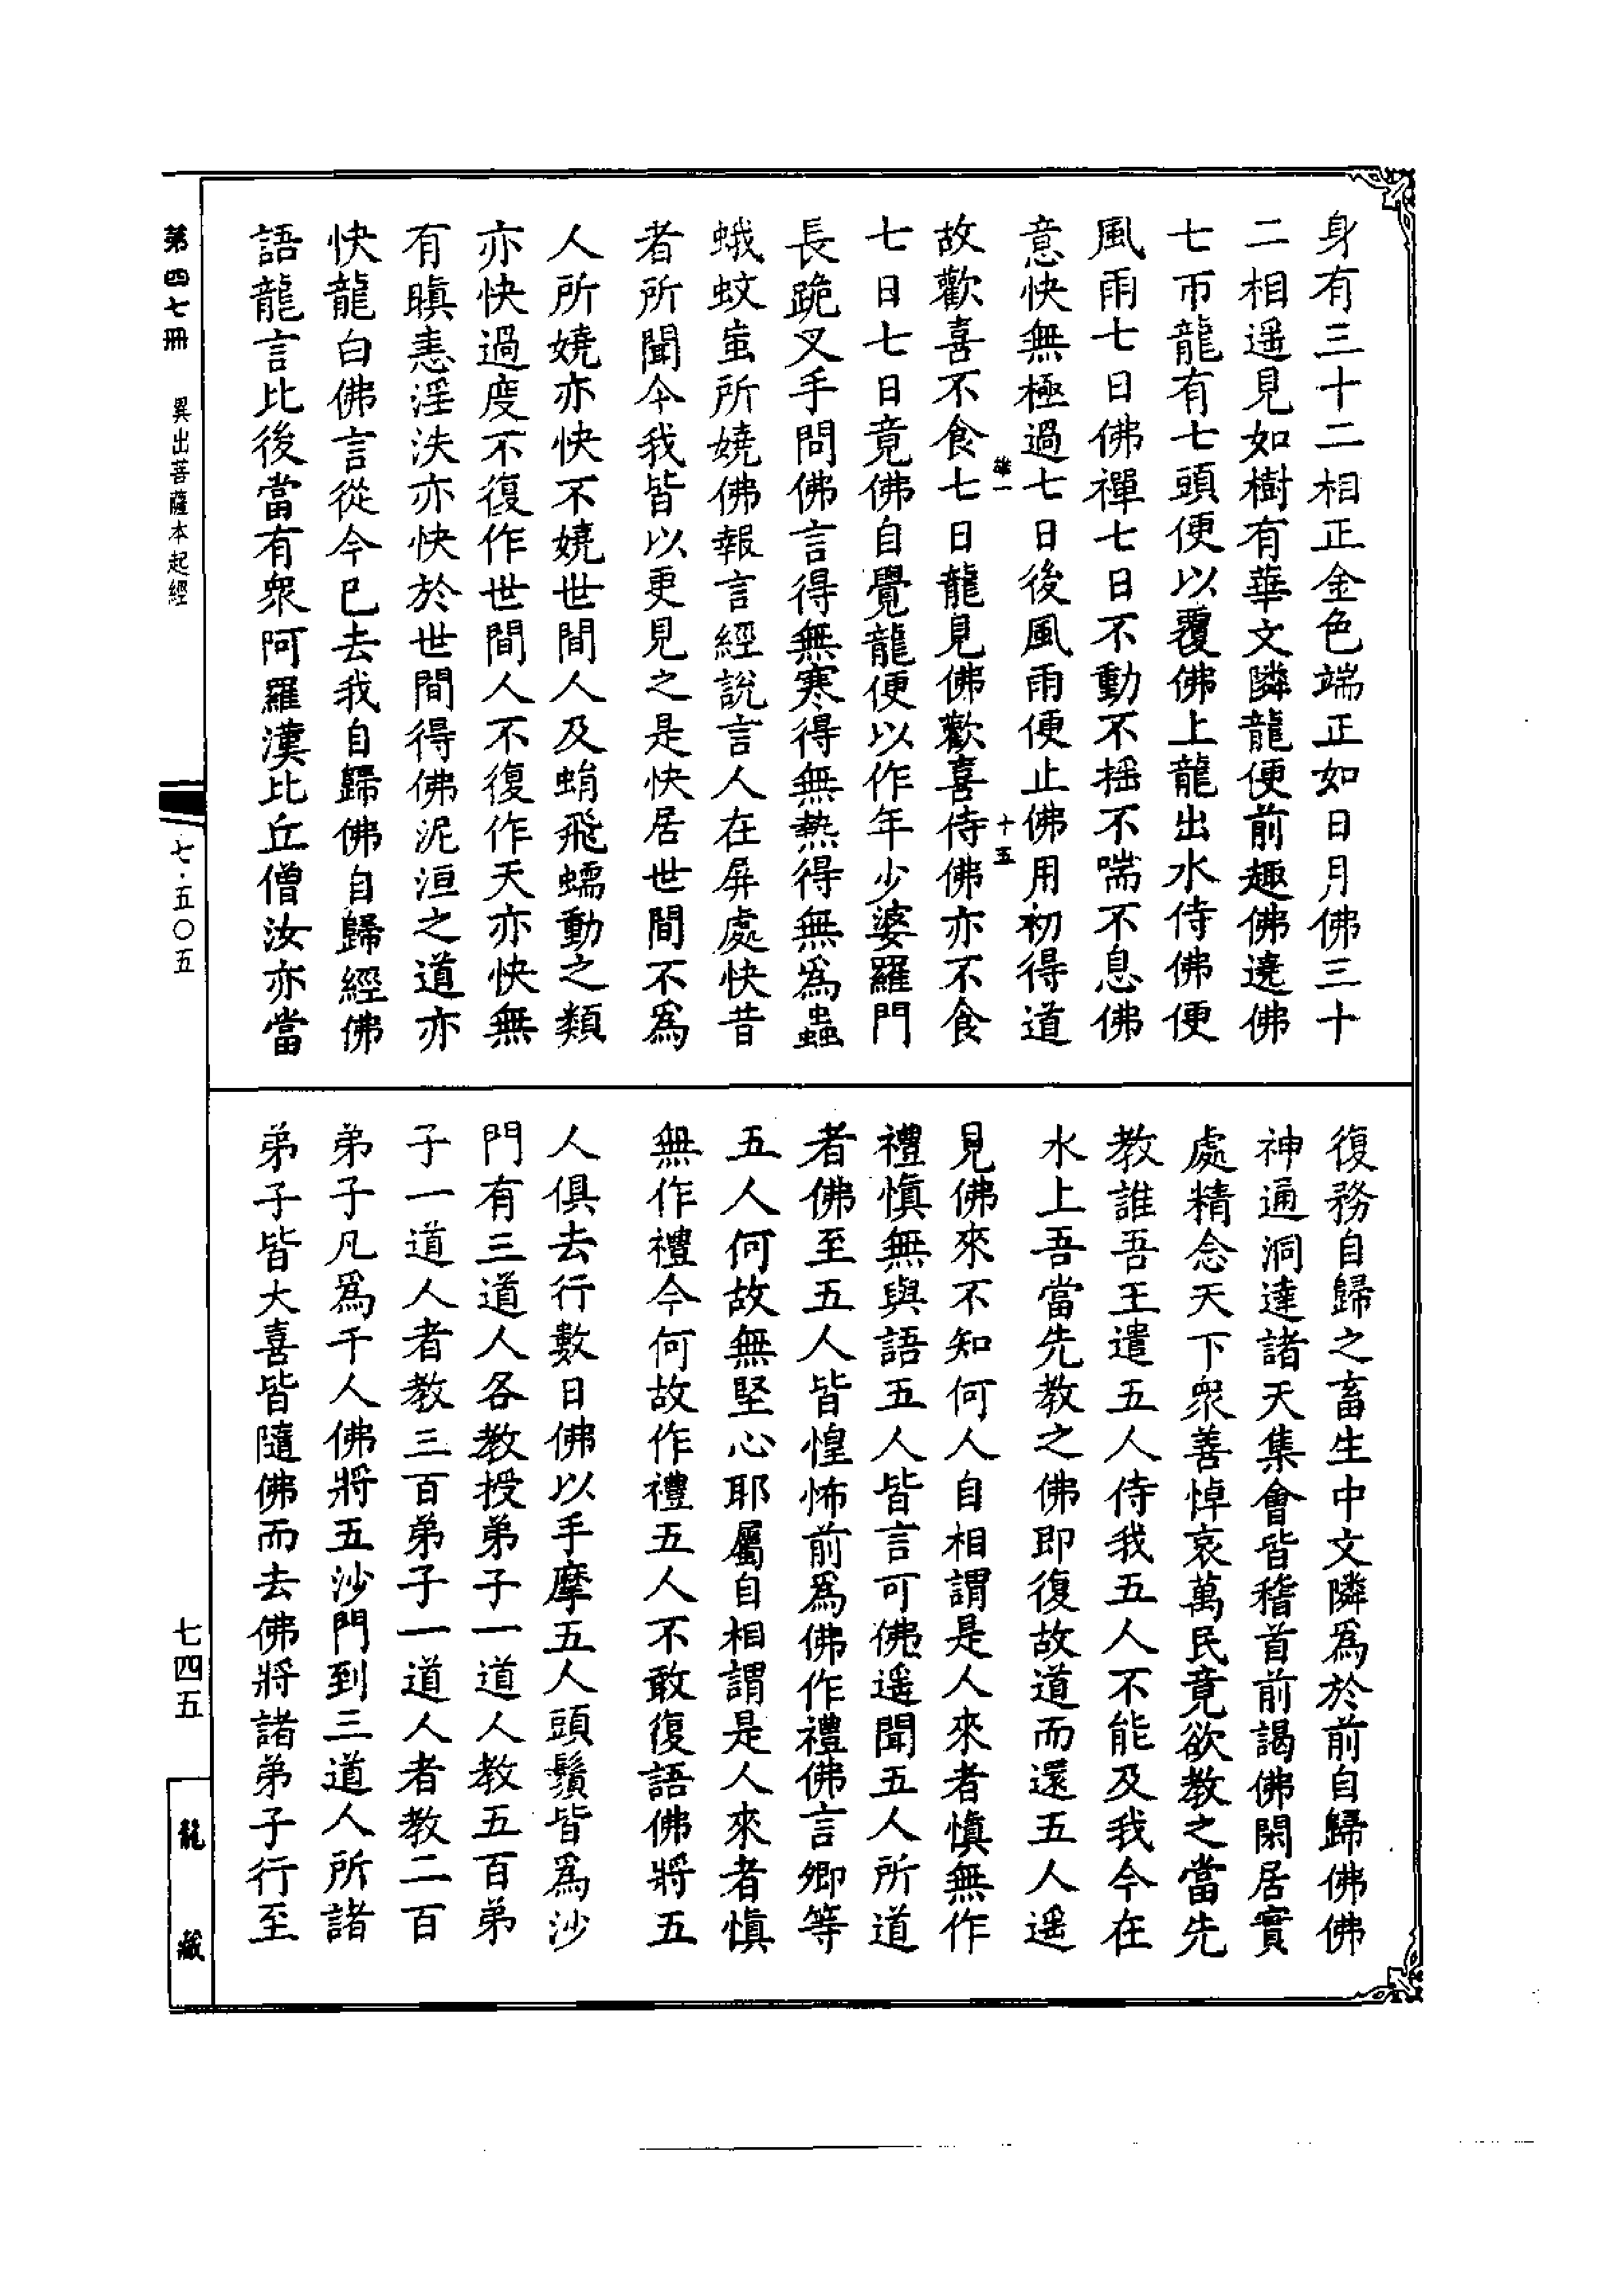 身有三十二相正金色端正如日月佛三十
二相遥見如樹有華文隣龍便前趣佛遶佛
七帀龍有七頭便以覆佛上龍出水侍佛便
風雨七日佛禪七日不動不揺不喘不息佛
意快無極過七日後風雨便止佛用初得道
雄一
十五
故歡喜不食七日龍見佛歡喜侍佛亦不食
七日七日竟佛自覺龍便以作年少婆羅門
長跪叉手問佛言得無寒得無熱得無爲蟲
蛾蚊䖟所嬈佛報言經說言人在屏處快昔
者所聞今我皆以更見之是快居世間不爲
人所嬈亦快不嬈世間人及蜎飛蠕動之類
亦快過度不復作世間人不復作天亦快無
有瞋恚淫泆亦快於世間得佛泥洹之道亦
快龍白佛言從今已去我自歸佛自歸經佛
語龍言比後當有衆阿羅漢比丘僧汝亦當
復務自歸之畜生中文隣爲於前自歸佛佛
神通洞達諸天集會皆稽首前謁佛閑居實
處精念天下衆善悼哀萬民竟欲教之當先
教誰吾王遣五人侍我五人不能及我今在
水上吾當先教之佛即復故道而還五人遥
見佛來不知何人自相謂是人來者慎無作
禮慎無與語五人皆言可佛遥聞五人所道
者佛至五人皆惶怖前爲佛作禮佛言卿等
五人何故無堅心耶屬自相謂是人來者慎
無作禮今何故作禮五人不敢復語佛將五
人俱去行數日佛以手摩五人頭鬚皆爲沙
門有三道人各教授弟子一道人教五百弟
子一道人者教三百弟子一道人者教二百
弟子凡爲千人佛將五沙門到三道人所諸
弟子皆大喜皆隨佛而去佛將諸弟子行至
第四七冊
異出菩薩本起經
七·五〇五
七四五
龍藏